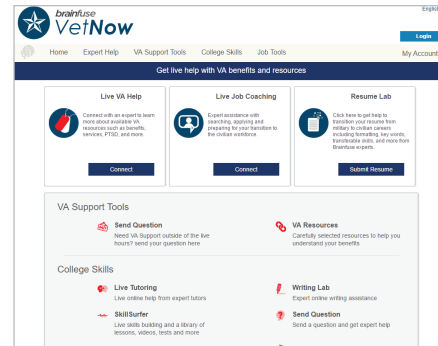 English
brainfuse
VetNow
Login
Home Expert Help VA Support Tools College Skills Job Tools My Account
Get live help with VA benefits and resources
Live VA Help
Connect with an expert to learn
more about available VA
resources such as benefits,
services, PTSD, and more.
Connect
Live Job Coaching
Expert assistance with
searching, applying and
preparing for your transition to
the civilian workforce.
Connect
Resume Lab
Click here to get help to
transition your resume from
military to civilian careers
including formatting, key words,
transferable skills, and more from
Brainfuse experts.
Submit Resume
VA Support Tools
Send Question
Need VA Support outside of the live
hours? send your question here
VA Resources
Carefully selected resources to help you
understand your benefits
College Skills
Live Tutoring
Live online help from expert tutors
Writing Lab
Expert online writing assistance
SkillSurfer
Live skills building and a library of
lessons, videos, tests and more
Send Question
Send a question and get expert help